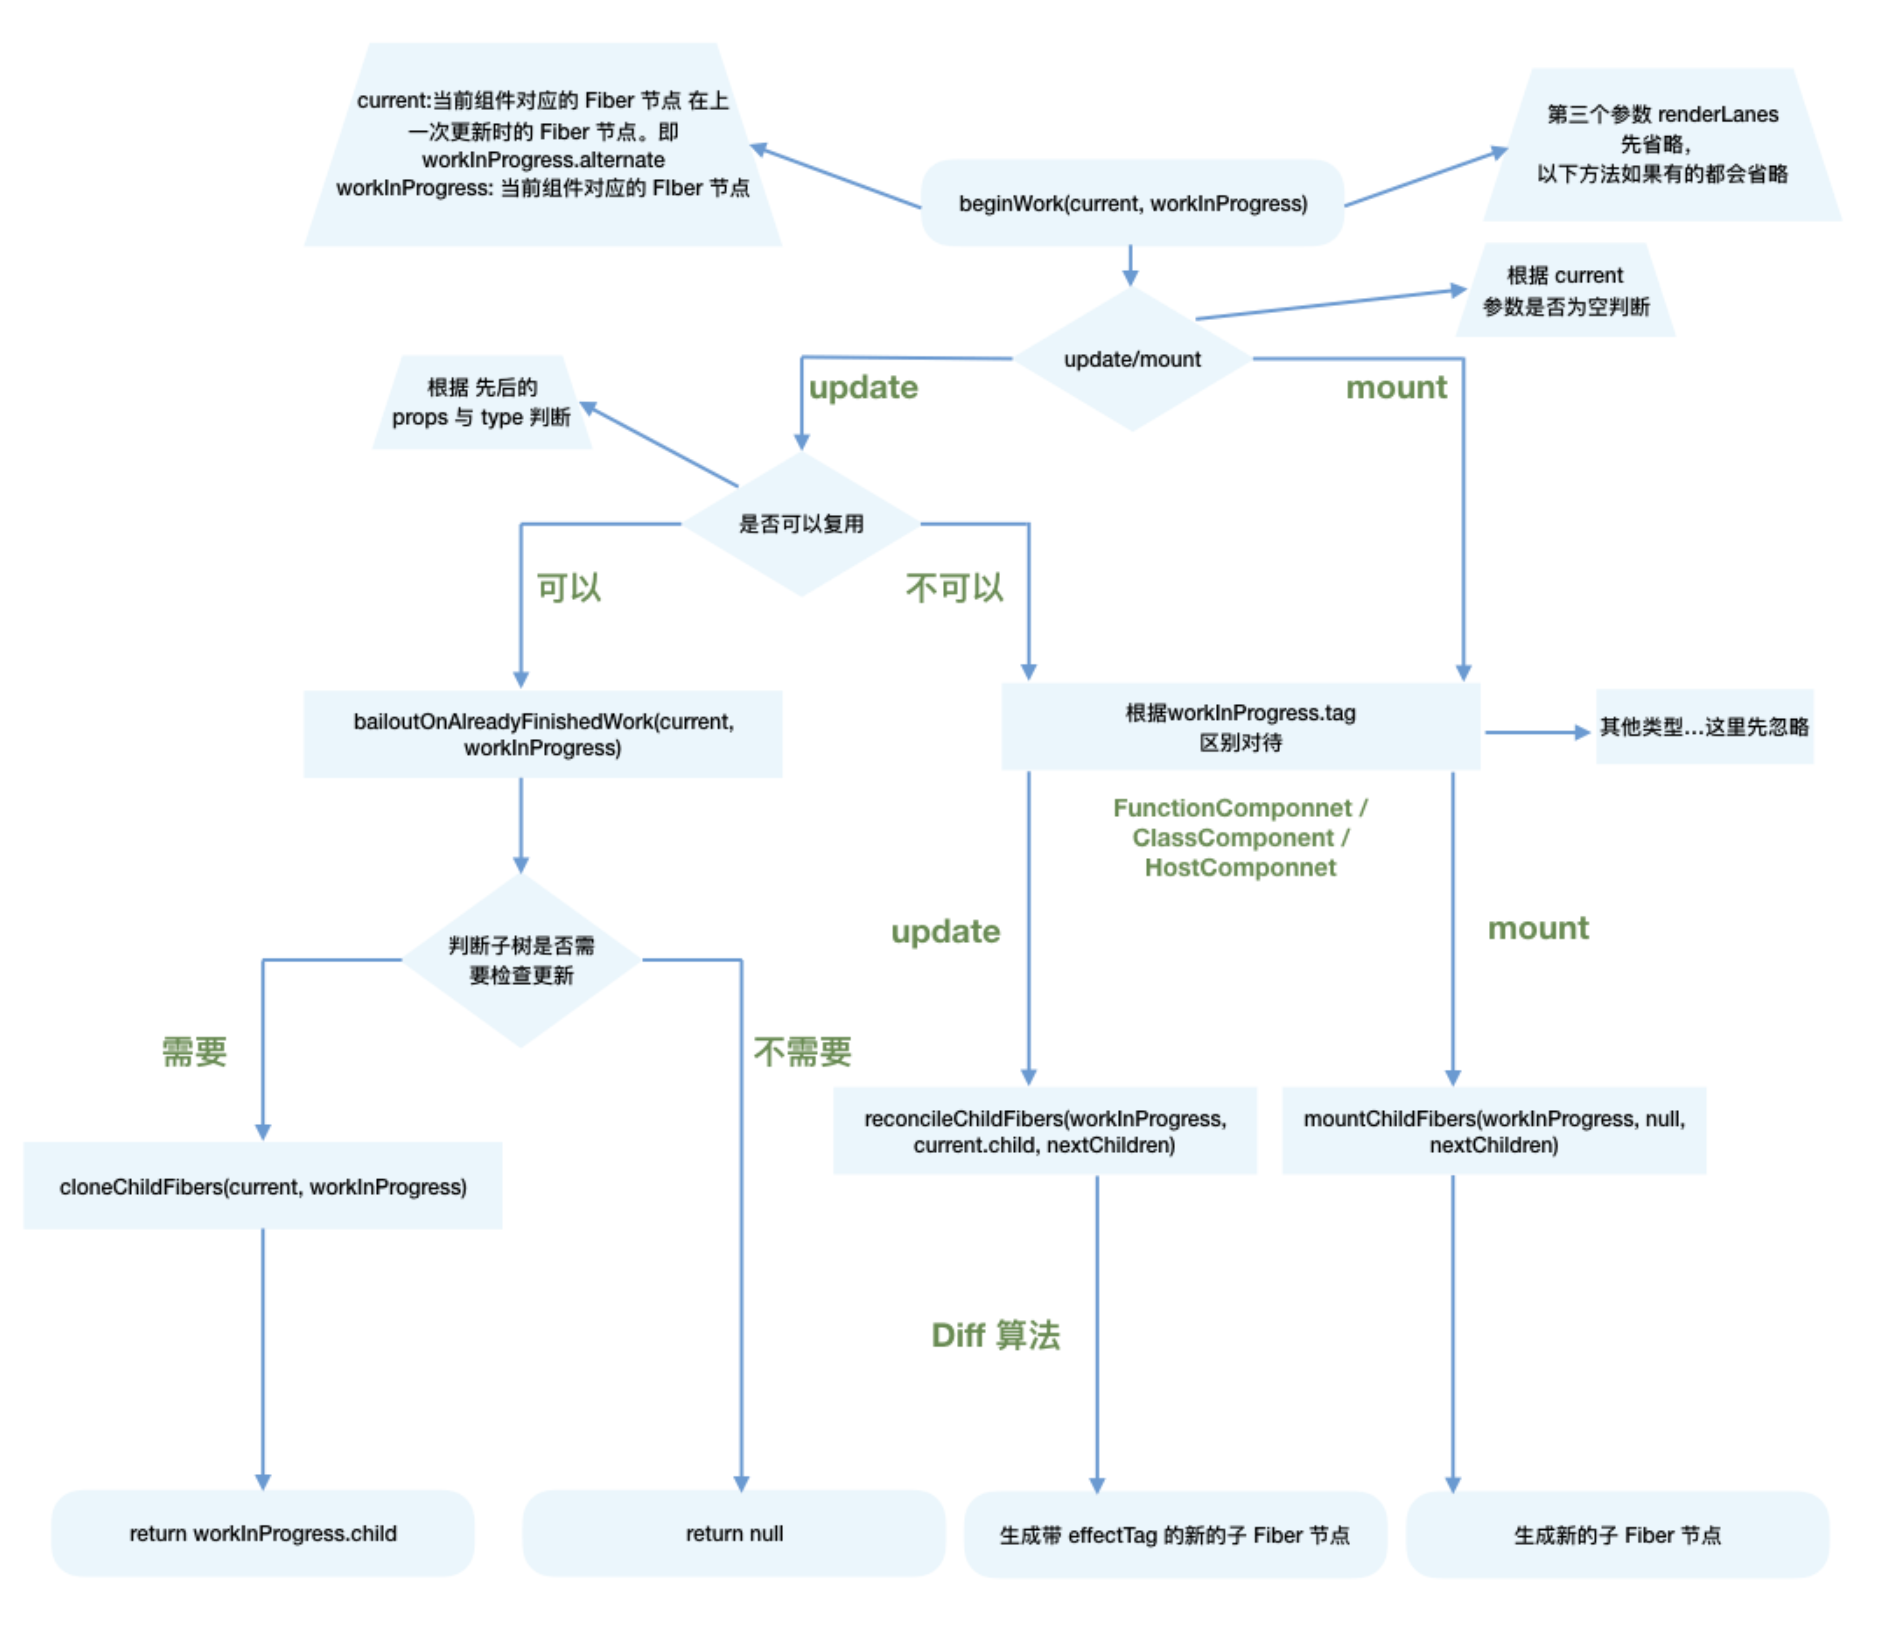 current:当前组件对应的 Fiber 节点 在上
一次更新时的 Fiber 节点。即
workInProgress.alternate
workInProgress: 当前组件对应的 FIber 节点
第三个参数 renderLanes
先省略，
以下方法如果有的都会省略
beginWork(current, workInProgress)
根据 current
参数是否为空判断
update/mount
update
mount
根据 先后的
props 与 type 判断
是否可以复用
可以
不可以
bailoutOnAlreadyFinishedWork(current,
workInProgress)
根据workInProgress.tag
区别对待
其他类型...这里先忽略
FunctionComponnet /
ClassComponent /
HostComponnet
update
mount
判断子树是否需
要检查更新
需要
不需要
reconcileChildFibers(workInProgress,
current.child, nextChildren)
mountChildFibers(workInProgress, null,
nextChildren)
cloneChildFibers(current, workInProgress)
Diff 算法
return workInProgress.child
return null
生成带 effectTag 的新的子 Fiber 节点
生成新的子 Fiber 节点